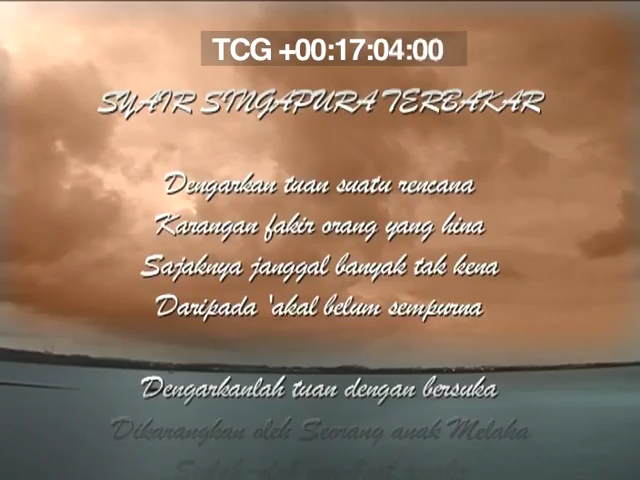 TCG +00:17:04:00
SYAIR SINGAPURA TERBAKAR
Dengarkan tuan suatu rencana
Karangan fakir orang yang hina
Sajaknya janggal banyak tak kena
Daripada 'akal belum sempurna
Dengarkanlah tuan dengan bersuka
Dikarangkan oleh Seorang anak Melaka